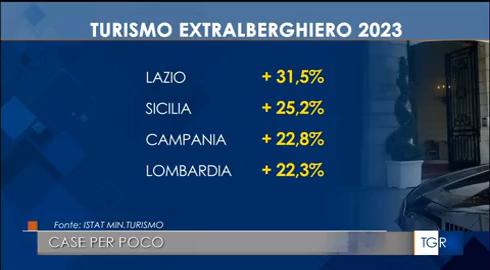 TURISMO EXTRALBERGHIERO 2023
LAZIO + 31,5%
SICILIA + 25,2%
CAMPANIA + 22,8%
LOMBARDIA + 22,3%
Fonte: ISTAT MIN.TURISMO
CASE PER POCO
TGR